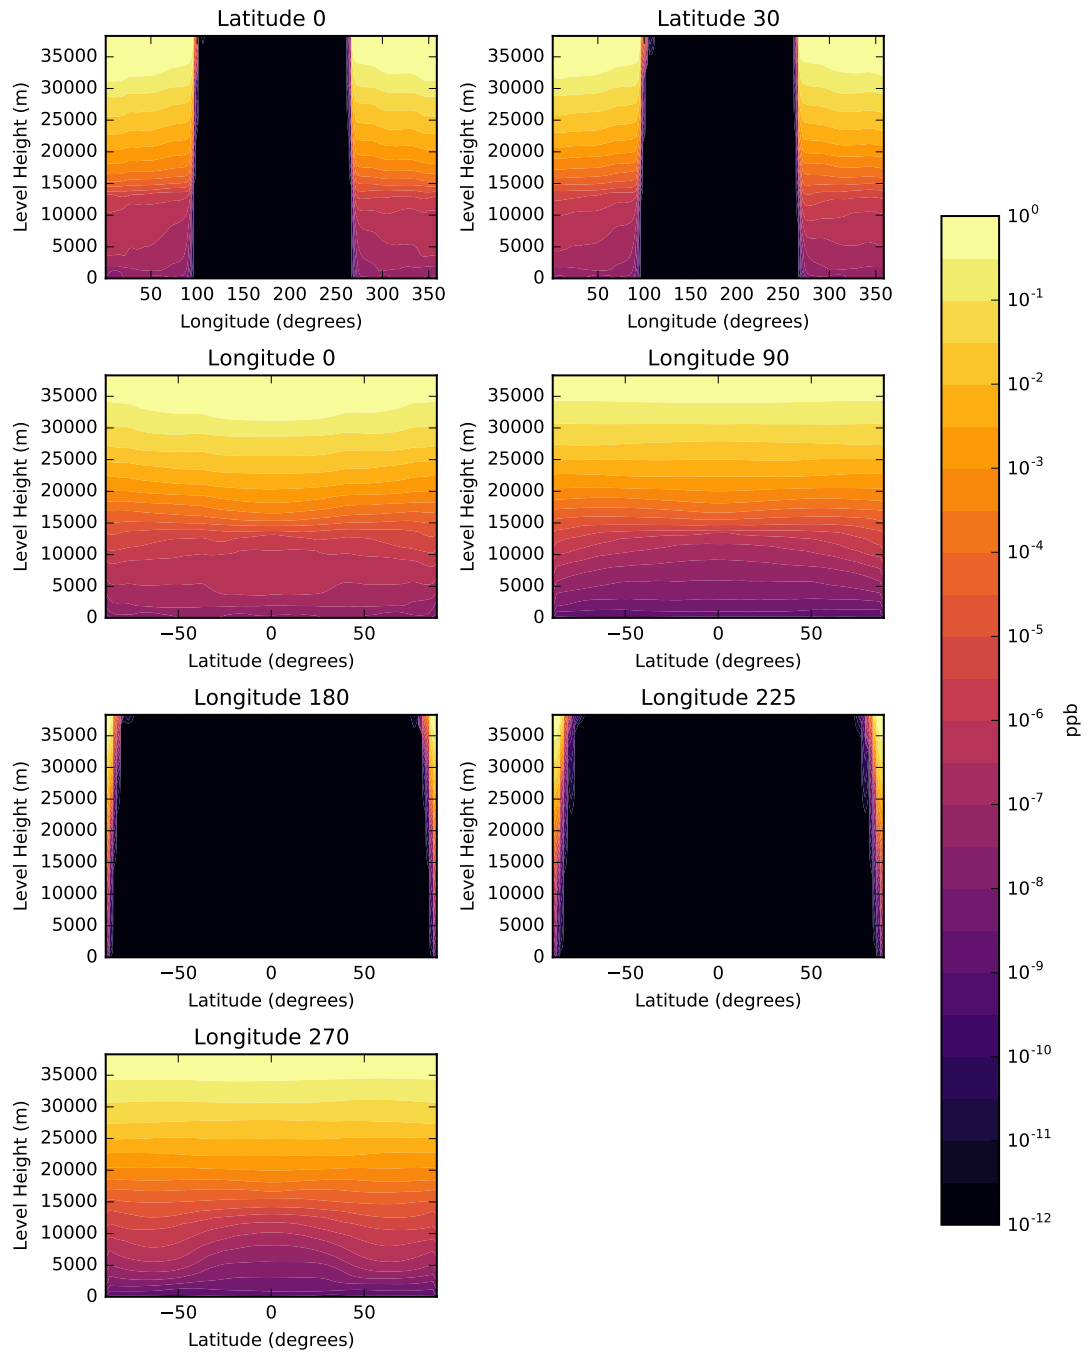 Latitude 0
Latitude 30
Level Height (m)
35000
30000
25000
20000
15000
10000
5000
0
50 100 150 200 250 300 350
Longitude (degrees)
Level Height (m)
35000
30000
25000
20000
15000
10000
5000
0
50 100 150 200 250 300 350
Longitude (degrees)
Longitude 0
Longitude 90
Level Height (m)
35000
30000
25000
20000
15000
10000
5000
0
−50 0 50
Latitude (degrees)
Level Height (m)
35000
30000
25000
20000
15000
10000
5000
0
−50 0 50
Latitude (degrees)
Longitude 180
Longitude 225
Level Height (m)
35000
30000
25000
20000
15000
10000
5000
0
−50 0 50
Latitude (degrees)
Level Height (m)
35000
30000
25000
20000
15000
10000
5000
0
−50 0 50
Latitude (degrees)
Longitude 270
Level Height (m)
35000
30000
25000
20000
15000
10000
5000
0
−50 0 50
Latitude (degrees)
10^0
10^-1
10^-2
10^-3
10^-4
10^-5
10^-6
10^-7
10^-8
10^-9
10^-10
10^-11
10^-12
ppb